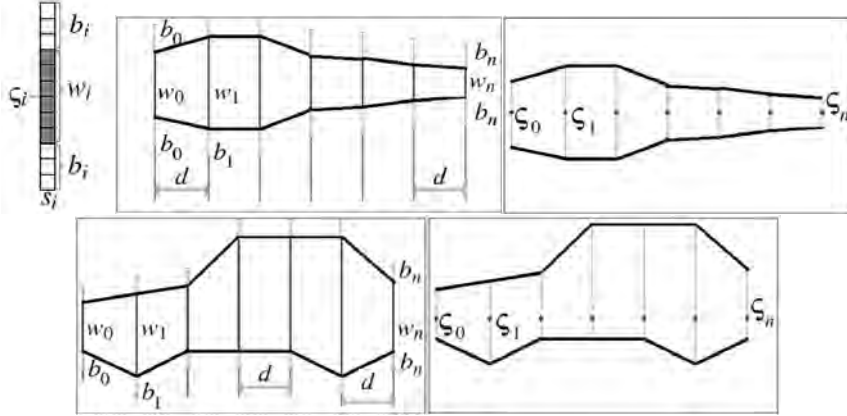 b_i
ς_i w_i
b_i
s_i
b_0 b_n
w_0 w_1 w_n
b_0 b_1 b_n
d d
ς_0 ς_1 ς_n
w_0 w_1 b_n
w_n
b_0 b_1 d d b_n
ς_0 ς_1 ς_n